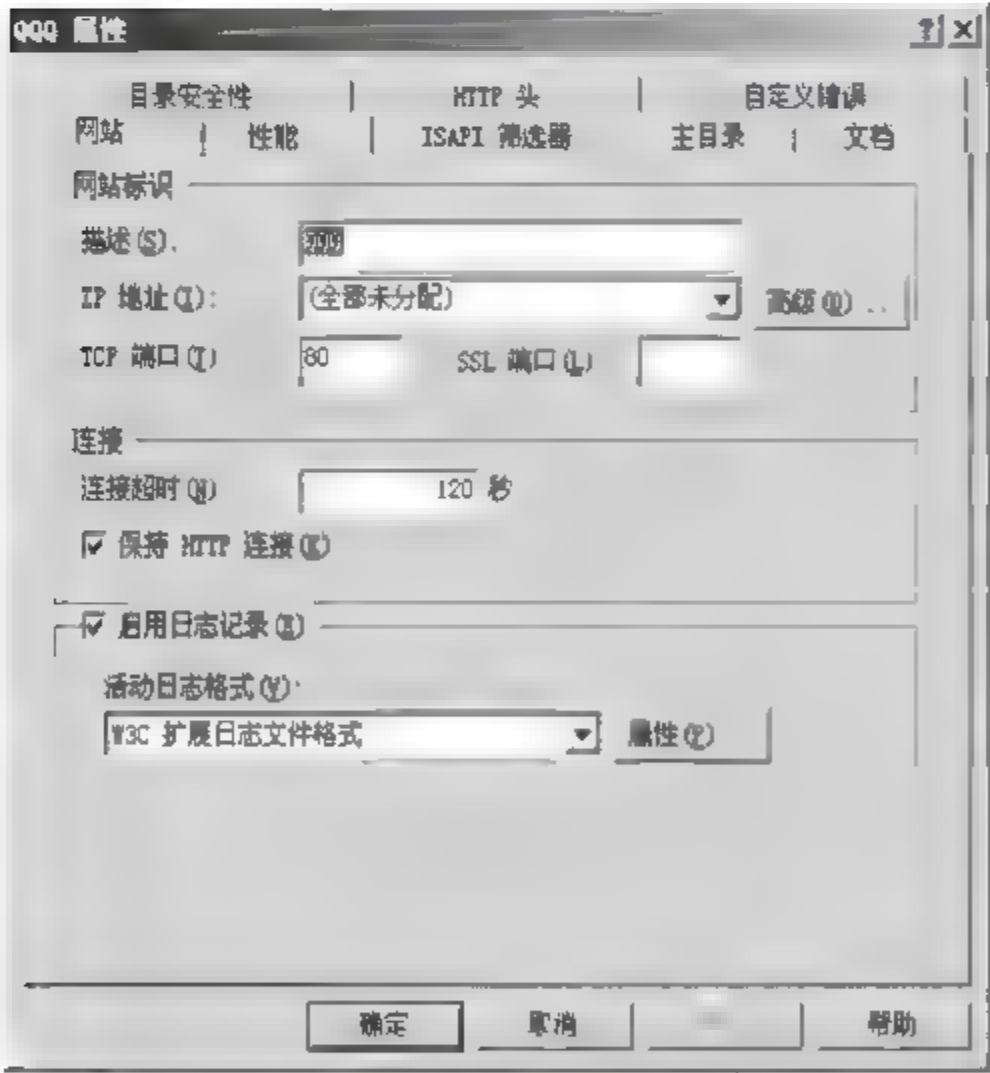 QQQ 属性
目录安全性 HTTP 头 自定义错误
网站 性能 ISAPI 筛选器 主目录 文档
网站标识
描述(S).
IP 地址(I): (全部未分配) 高级(D) ..
TCP 端口(T) 80 SSL 端口(L)
连接
连接超时(N) 120 秒
保持 HTTP 连接(K)
启用日志记录(E)
活动日志格式(V):
W3C 扩展日志文件格式 属性(P)
确定 取消 帮助